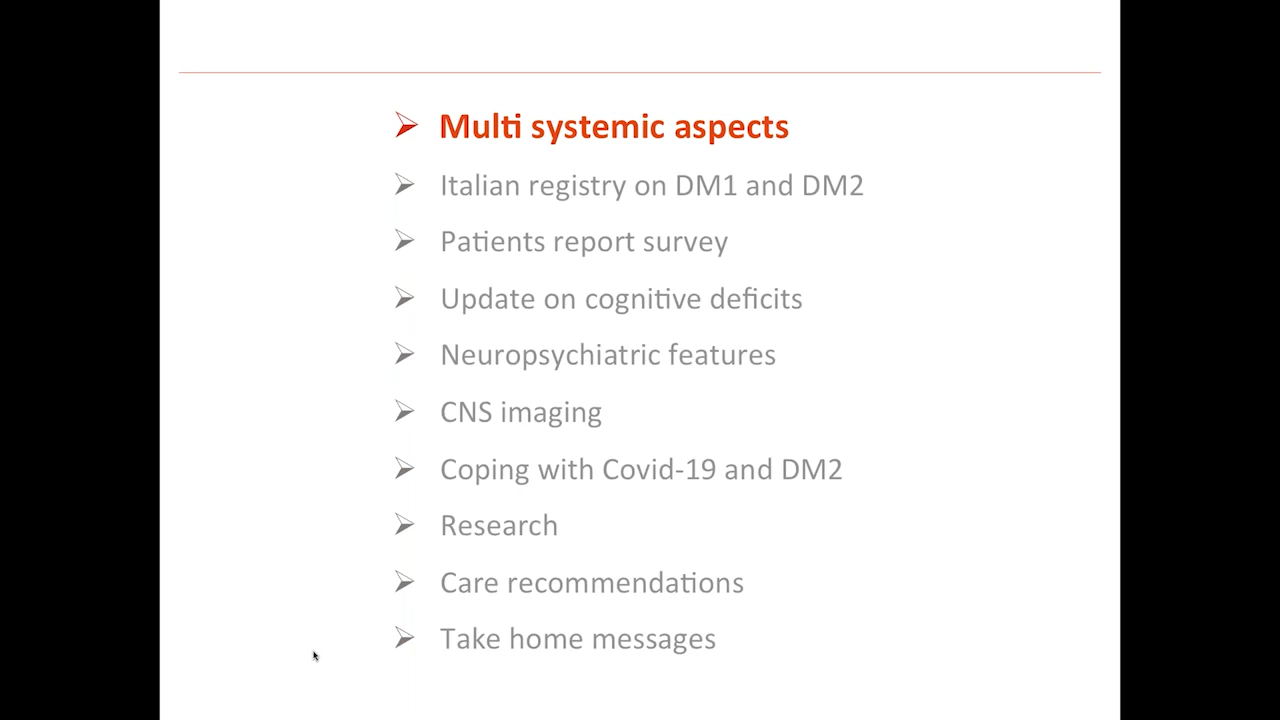 Multi systemic aspects
Italian registry on DM1 and DM2
Patients report survey
Update on cognitive deficits
Neuropsychiatric features
CNS imaging
Coping with Covid-19 and DM2
Research
Care recommendations
Take home messages